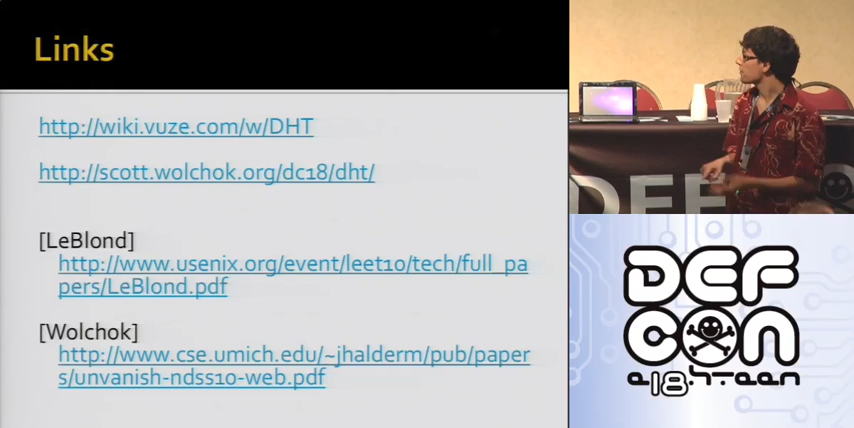 Links
http://wiki.vuze.com/w/DHT
http://scott.wolchok.org/dc18/dht/
[LeBlond]
http://www.usenix.org/event/leet10/tech/full_pa
pers/LeBlond.pdf
[Wolchok]
http://www.cse.umich.edu/~jhalderm/pub/paper
s/unvanish-ndss10-web.pdf
DEF
DEF
CON
e18hteen